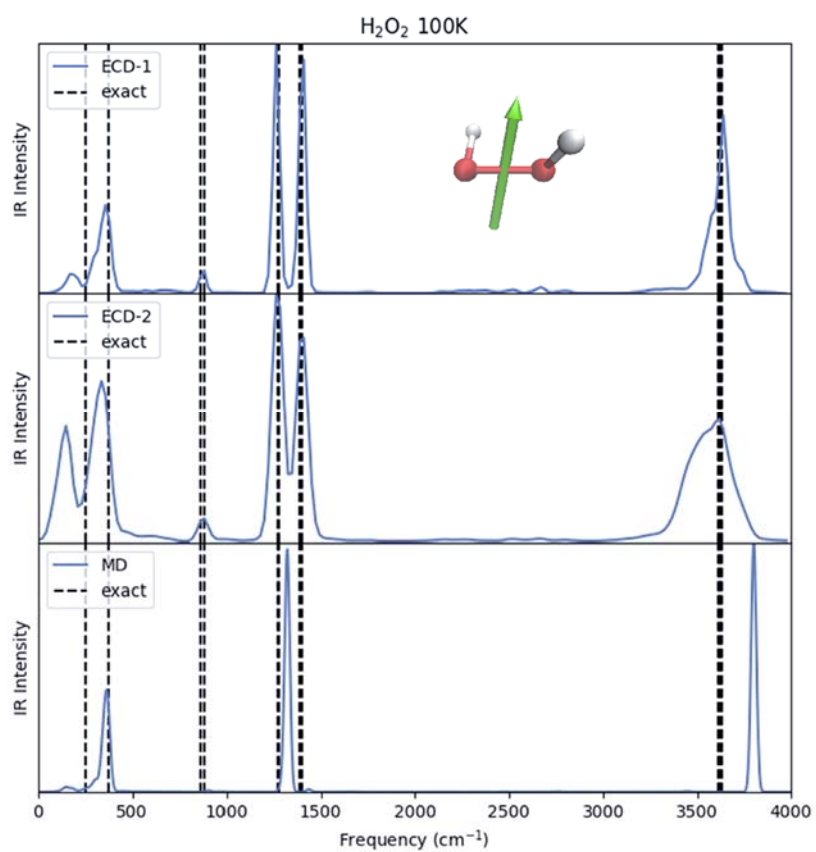 H₂O₂ 100K
ECD-1
exact
IR Intensity
ECD-2
exact
IR Intensity
MD
exact
IR Intensity
0 500 1000 1500 2000 2500 3000 3500 4000
Frequency (cm⁻¹)